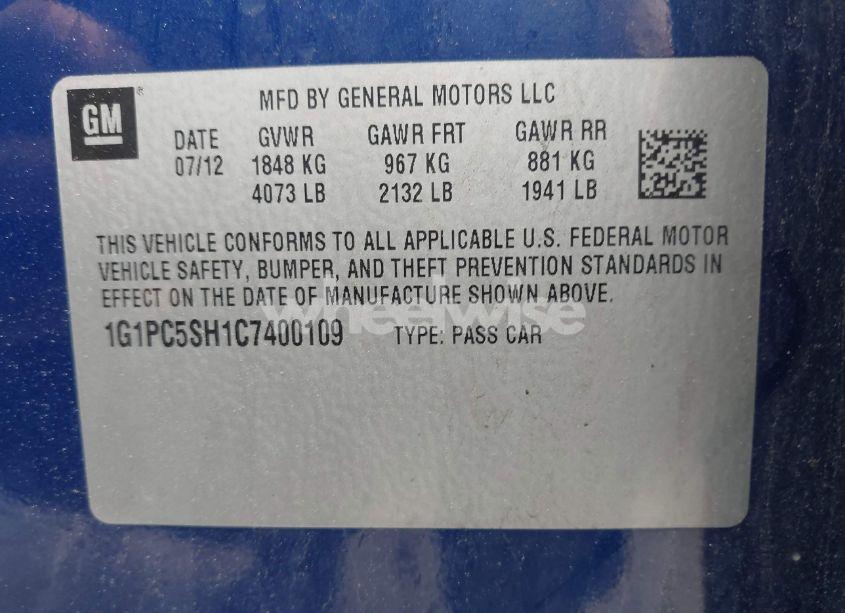 GM
MFD BY GENERAL MOTORS LLC
DATE GVWR GAWR FRT GAWR RR
07/12 1848 KG 967 KG 881 KG
4073 LB 2132 LB 1941 LB
THIS VEHICLE CONFORMS TO ALL APPLICABLE U.S. FEDERAL MOTOR
VEHICLE SAFETY, BUMPER, AND THEFT PREVENTION STANDARDS IN
EFFECT ON THE DATE OF MANUFACTURE SHOWN ABOVE.
wheelwise
1G1PC5SH1C7400109 TYPE: PASS CAR